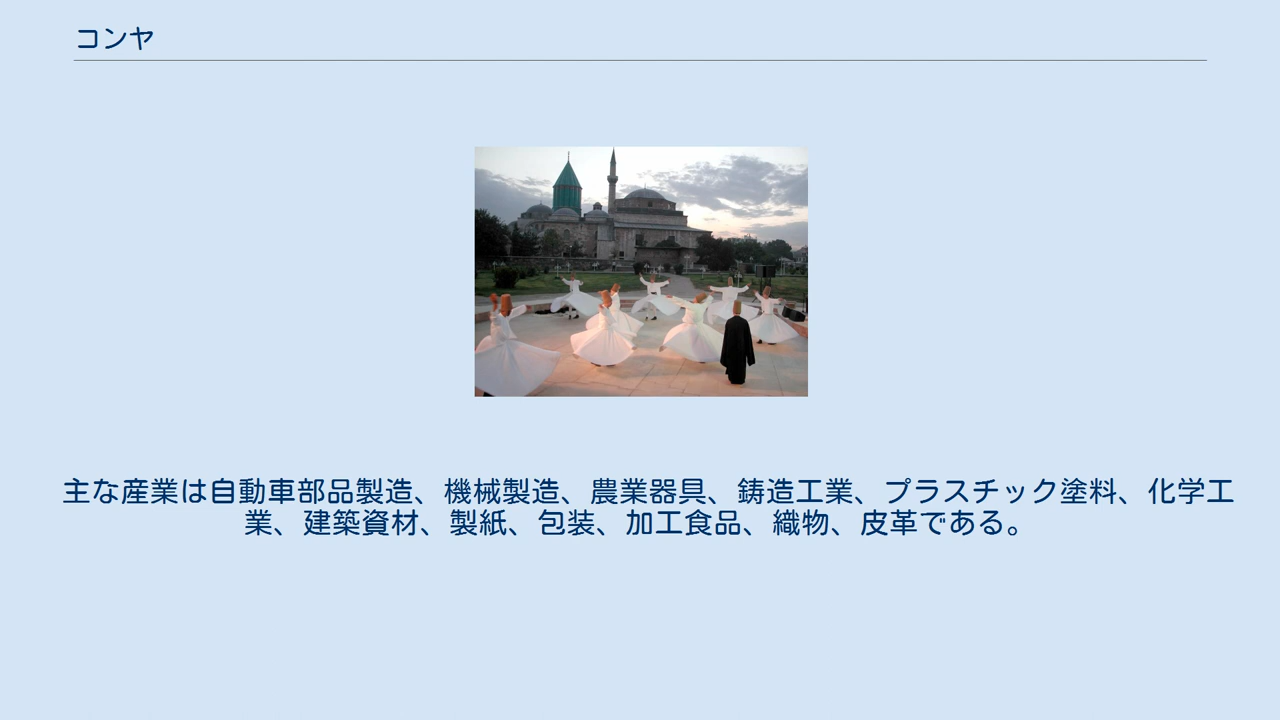 コンヤ
主な産業は自動車部品製造、機械製造、農業器具、鋳造工業、プラスチック塗料、化学工
業、建築資材、製紙、包装、加工食品、織物、皮革である。